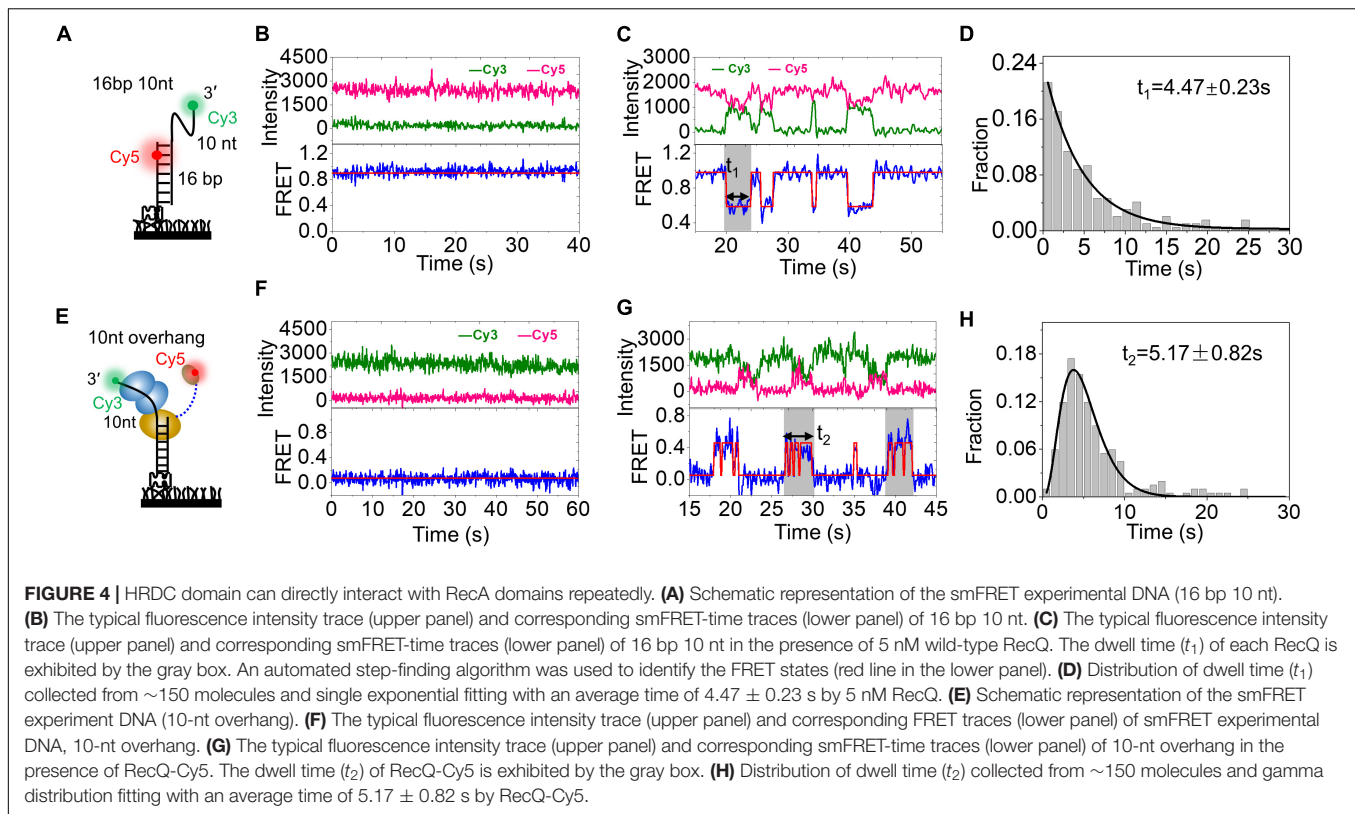 A
16bp 10nt
3′
Cy3
10 nt
Cy5
16 bp
B
4500
3000
1500
0
Intensity
Cy3 Cy5
1.2
0.8
0.4
0.0
FRET
0 10 20 30 40
Time (s)
C
3000
2000
1000
0
Intensity
Cy3 Cy5
1.2
0.8
0.4
FRET
t1
20 30 40 50
Time (s)
D
0.24
0.16
0.08
0.00
Fraction
t1=4.47±0.23s
0 5 10 15 20 25 30
Time (s)
E
10nt overhang
Cy5
3′
Cy3
10nt
F
4500
3000
1500
0
Intensity
Cy3 Cy5
0.8
0.4
0.0
FRET
0 10 20 30 40 50 60
Time (s)
G
3000
1500
0
Intensity
Cy3 Cy5
0.8
0.4
0.0
FRET
t2
15 20 25 30 35 40 45
Time (s)
H
0.18
0.12
0.06
0.00
Fraction
t2=5.17±0.82s
0 5 10 15 20 25 30
Time (s)
FIGURE 4 | HRDC domain can directly interact with RecA domains repeatedly. (A) Schematic representation of the smFRET experimental DNA (16 bp 10 nt).
(B) The typical fluorescence intensity trace (upper panel) and corresponding smFRET-time traces (lower panel) of 16 bp 10 nt. (C) The typical fluorescence intensity
trace (upper panel) and corresponding smFRET-time traces (lower panel) of 16 bp 10 nt in the presence of 5 nM wild-type RecQ. The dwell time (t1) of each RecQ is
exhibited by the gray box. An automated step-finding algorithm was used to identify the FRET states (red line in the lower panel). (D) Distribution of dwell time (t1)
collected from ∼150 molecules and single exponential fitting with an average time of 4.47 ± 0.23 s by 5 nM RecQ. (E) Schematic representation of the smFRET
experiment DNA (10-nt overhang). (F) The typical fluorescence intensity trace (upper panel) and corresponding FRET traces (lower panel) of smFRET experimental
DNA, 10-nt overhang. (G) The typical fluorescence intensity trace (upper panel) and corresponding smFRET-time traces (lower panel) of 10-nt overhang in the
presence of RecQ-Cy5. The dwell time (t2) of RecQ-Cy5 is exhibited by the gray box. (H) Distribution of dwell time (t2) collected from ∼150 molecules and gamma
distribution fitting with an average time of 5.17 ± 0.82 s by RecQ-Cy5.